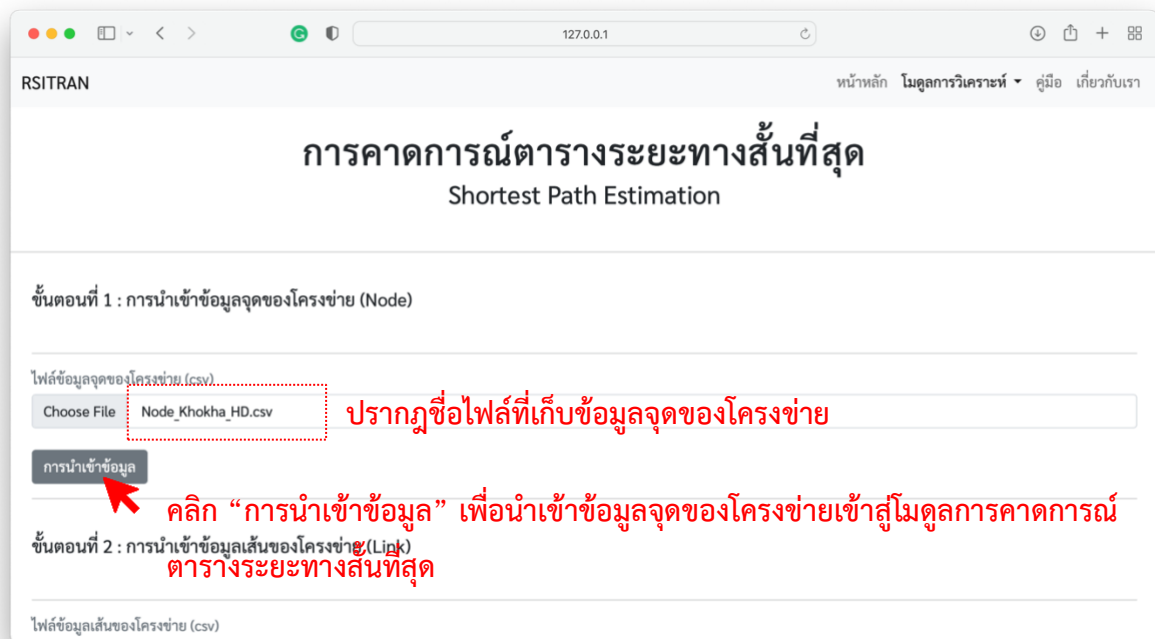 127.0.0.1
RSITRAN
หน้าหลัก โมดูลการวิเคราะห์ คู่มือ เกี่ยวกับเรา
การคาดการณ์ตารางระยะทางสั้นที่สุด
Shortest Path Estimation
ขั้นตอนที่ 1 : การนำเข้าข้อมูลจุดของโครงข่าย (Node)
ไฟล์ข้อมูลจุดของโครงข่าย (csv)
Choose File Node_Khokha_HD.csv ปรากฏชื่อไฟล์ที่เก็บข้อมูลจุดของโครงข่าย
การนำเข้าข้อมูล
คลิก “การนำเข้าข้อมูล” เพื่อนำเข้าข้อมูลจุดของโครงข่ายเข้าสู่โมดูลการคาดการณ์
ขั้นตอนที่ 2 : การนำเข้าข้อมูลเส้นของโครงข่าย (Link)
ตารางระยะทางสั้นที่สุด
ไฟล์ข้อมูลเส้นของโครงข่าย (csv)